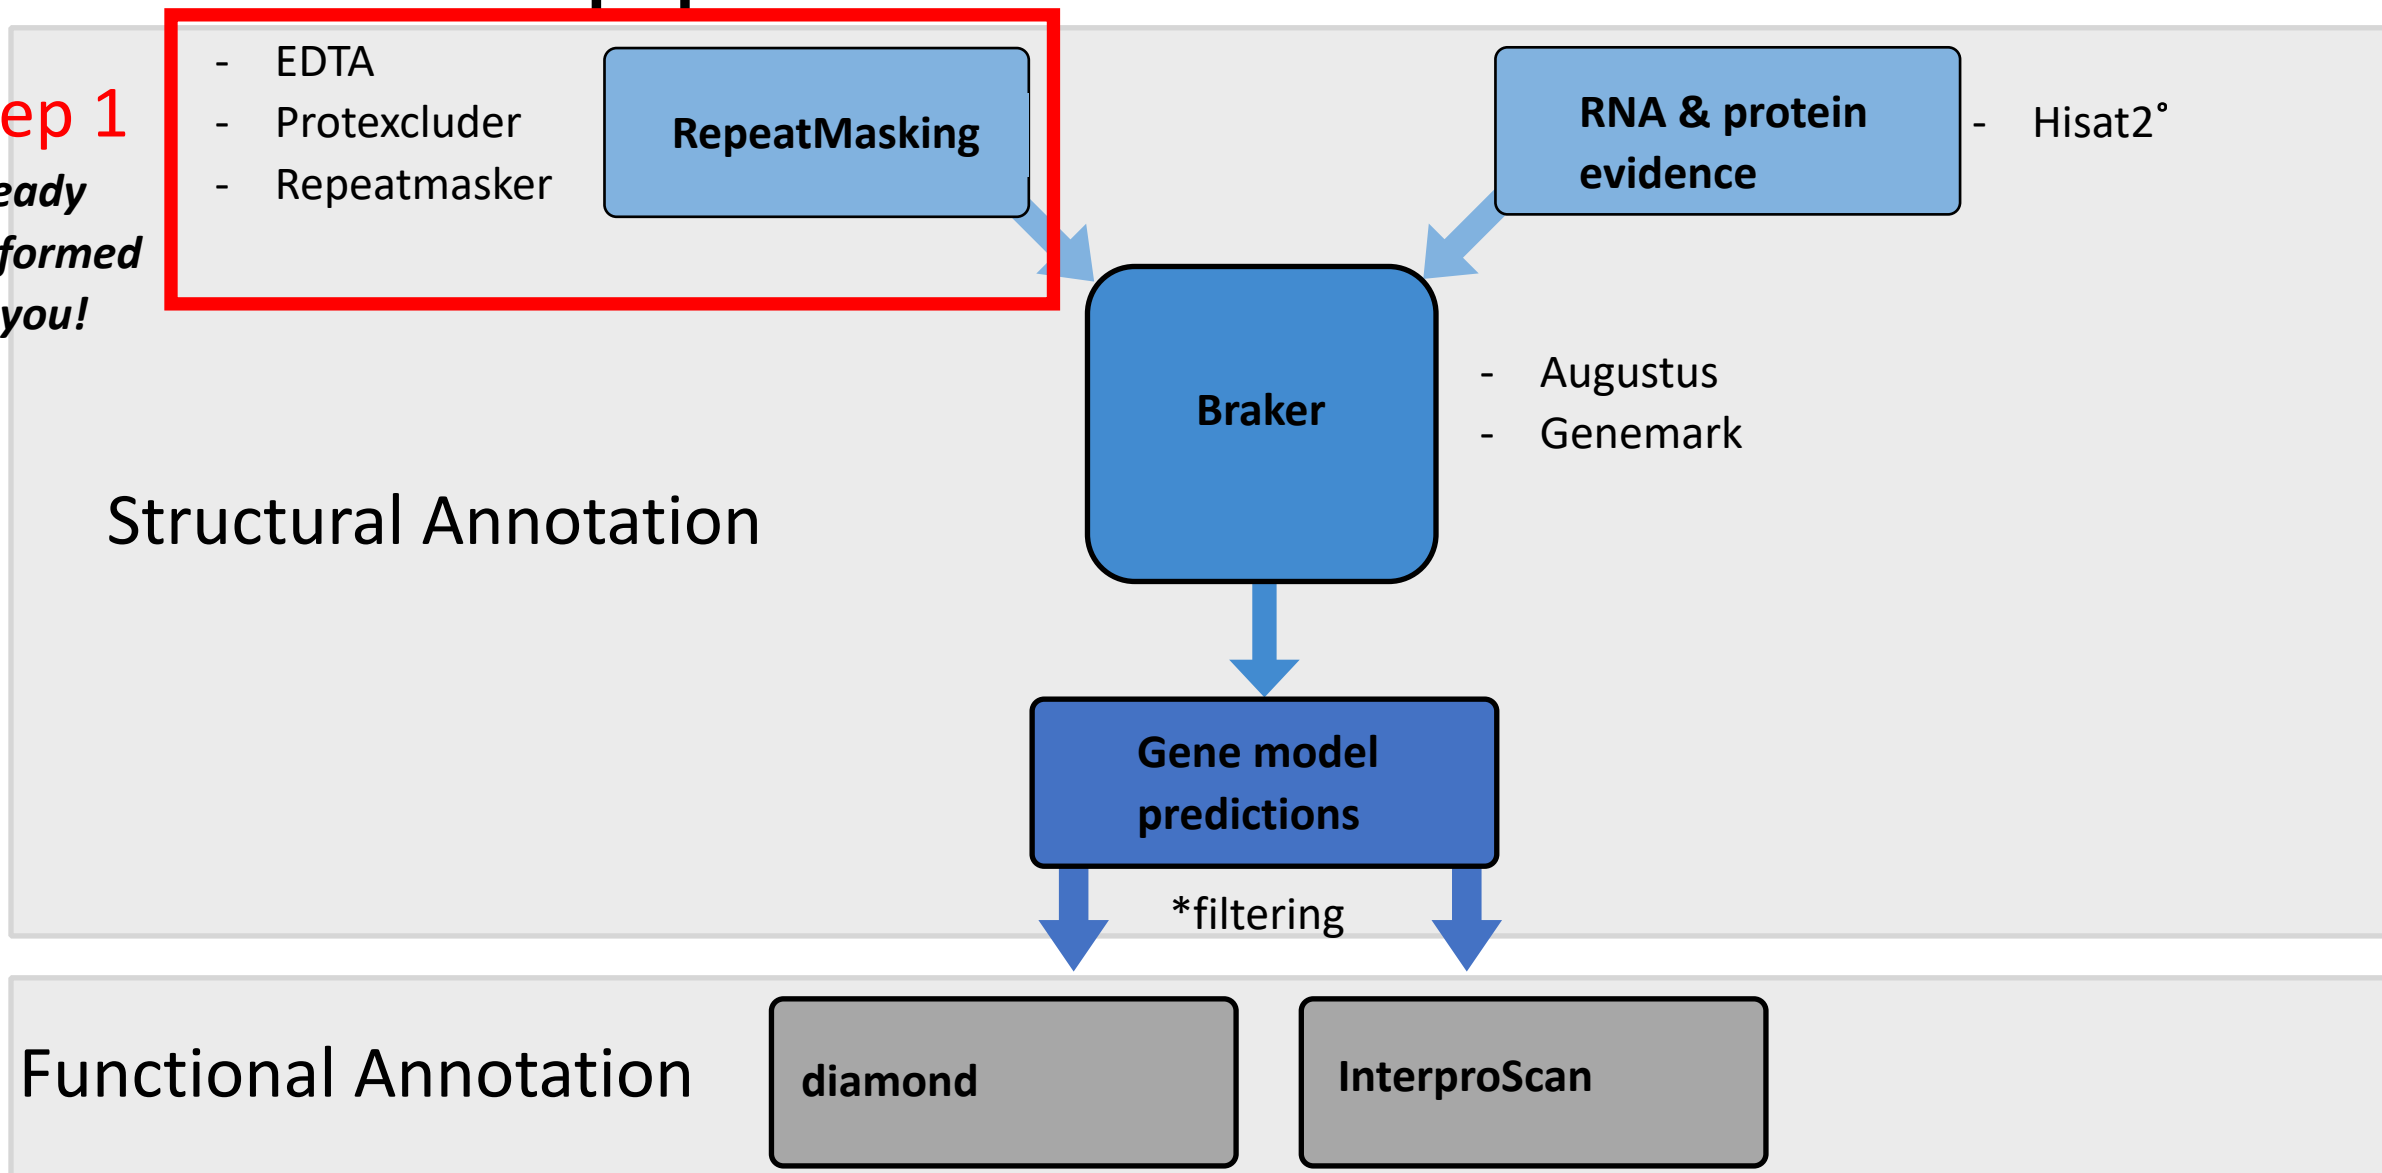 - EDTA
- Protexcluder
- Repeatmasker
RepeatMasking
RNA & protein
evidence
- Hisat2˚
ep 1
eady
formed
you!
Braker
- Augustus
- Genemark
Structural Annotation
Gene model
predictions
*filtering
Functional Annotation
diamond
InterproScan